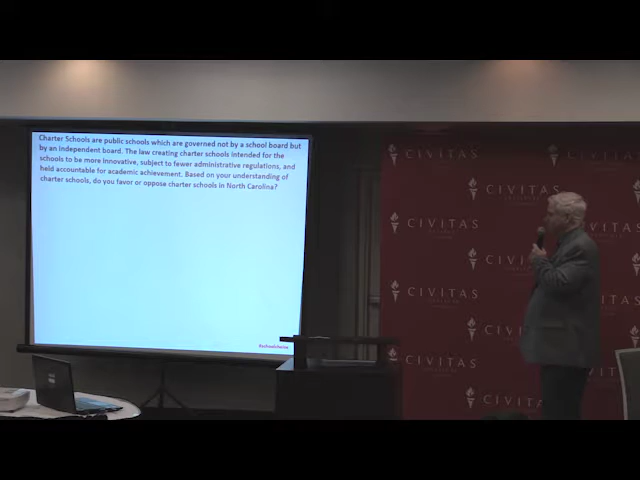 Charter Schools are public schools which are governed not by a school board but
by an independent board. The law creating charter schools intended for the
schools to be more innovative, subject to fewer administrative regulations, and
held accountable for academic achievement. Based on your understanding of
charter schools, do you favor or oppose charter schools in North Carolina?
CIVITAS
CIVITAS
CIVITAS
CIVITAS
CIVITAS
CIVITAS
CIVITAS
CIVITAS
CIVITAS